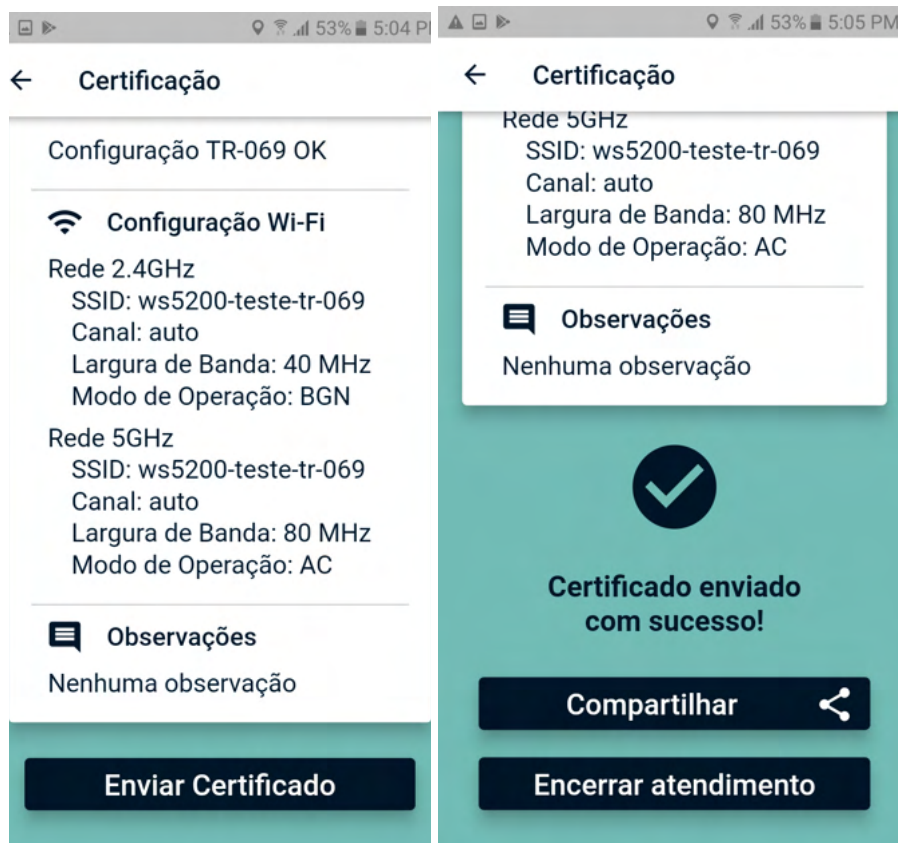 53% 5:04 P
Certificação
Configuração TR-069 OK
Configuração Wi-Fi
Rede 2.4GHz
SSID: ws5200-teste-tr-069
Canal: auto
Largura de Banda: 40 MHz
Modo de Operação: BGN
Rede 5GHz
SSID: ws5200-teste-tr-069
Canal: auto
Largura de Banda: 80 MHz
Modo de Operação: AC
Observações
Nenhuma observação
Enviar Certificado
53% 5:05 PM
Certificação
Rede 5GHz
SSID: ws5200-teste-tr-069
Canal: auto
Largura de Banda: 80 MHz
Modo de Operação: AC
Observações
Nenhuma observação
Certificado enviado
com sucesso!
Compartilhar
Encerrar atendimento